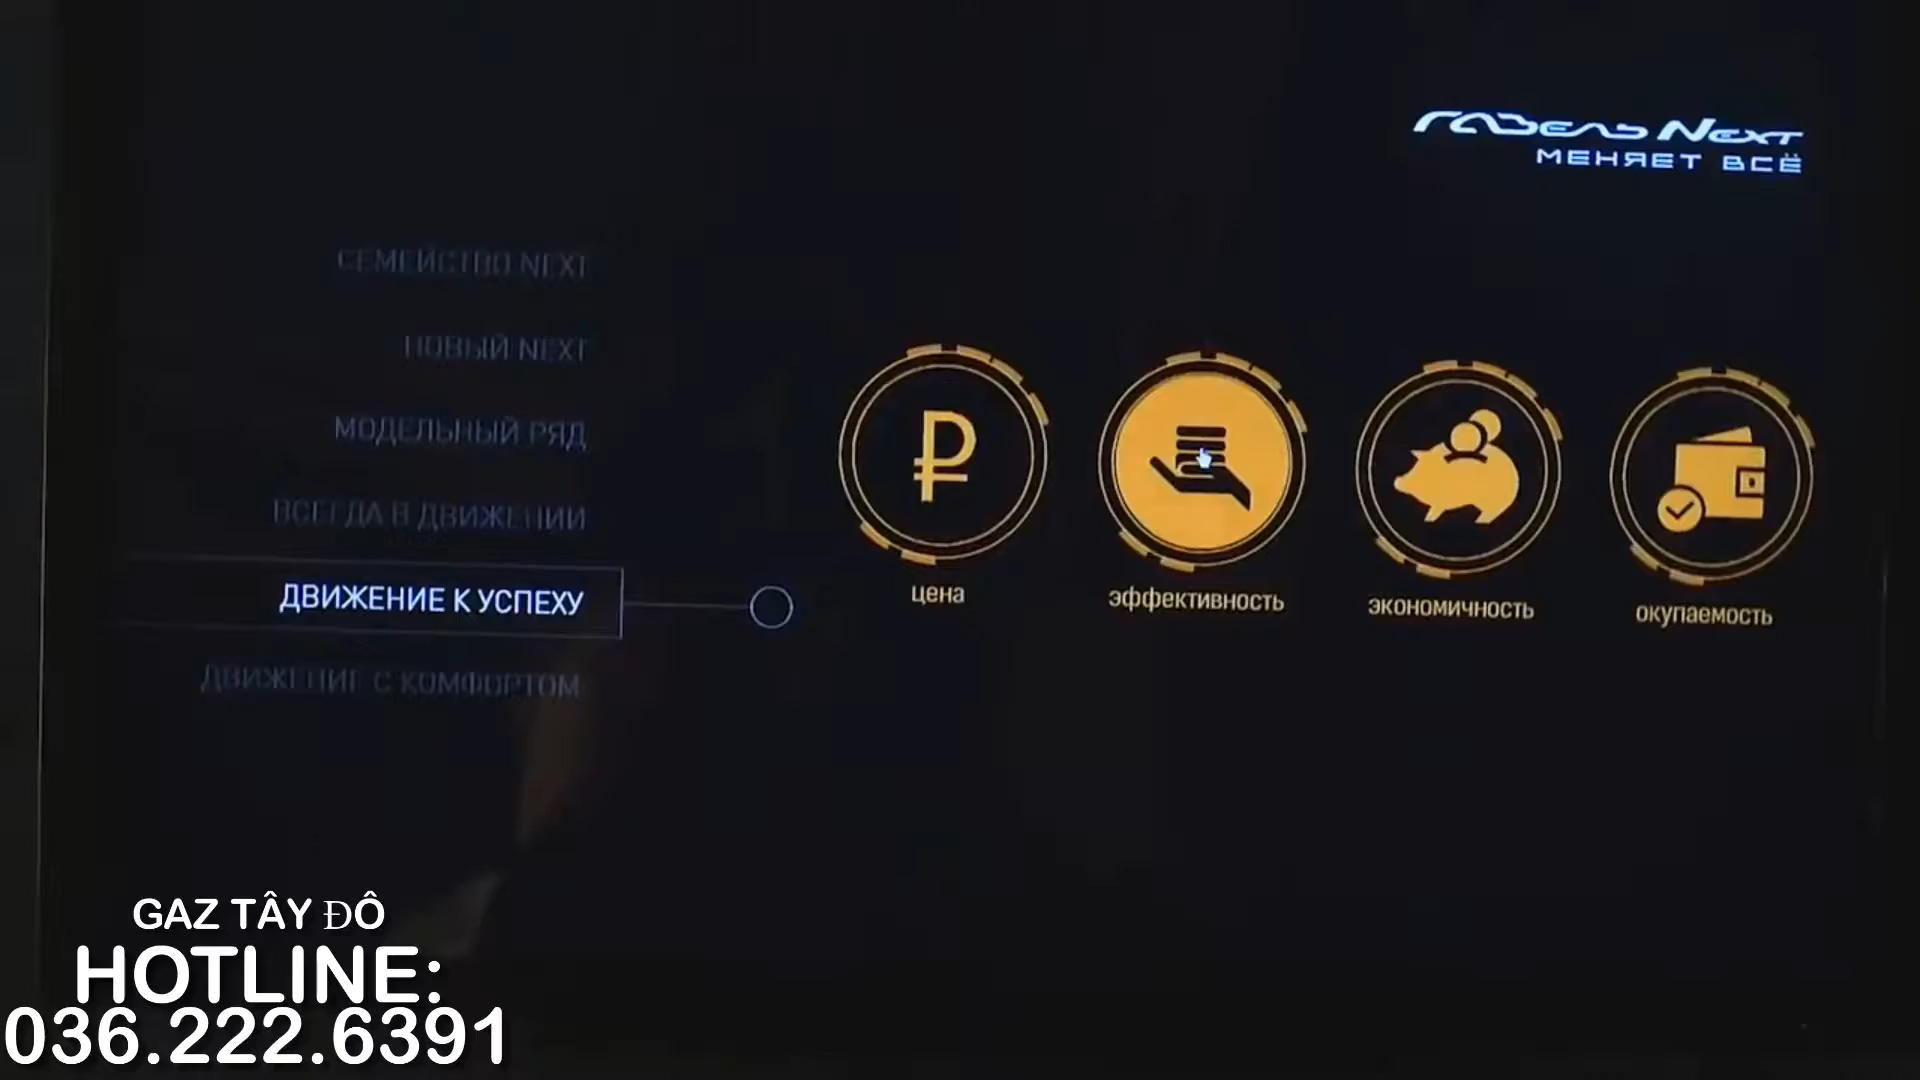 ГАЗель Next
МЕНЯЕТ ВСЁ
СЕМЕЙСТВО NEXT
НОВЫЙ NEXT
МОДЕЛЬНЫЙ РЯД
ВСЕГДА В ДВИЖЕНИИ
ДВИЖЕНИЕ К УСПЕХУ
ДВИЖЕНИЕ С КОМФОРТОМ
цена
эффективность
экономичность
окупаемость
GAZ TÂY ĐÔ
HOTLINE:
036.222.6391